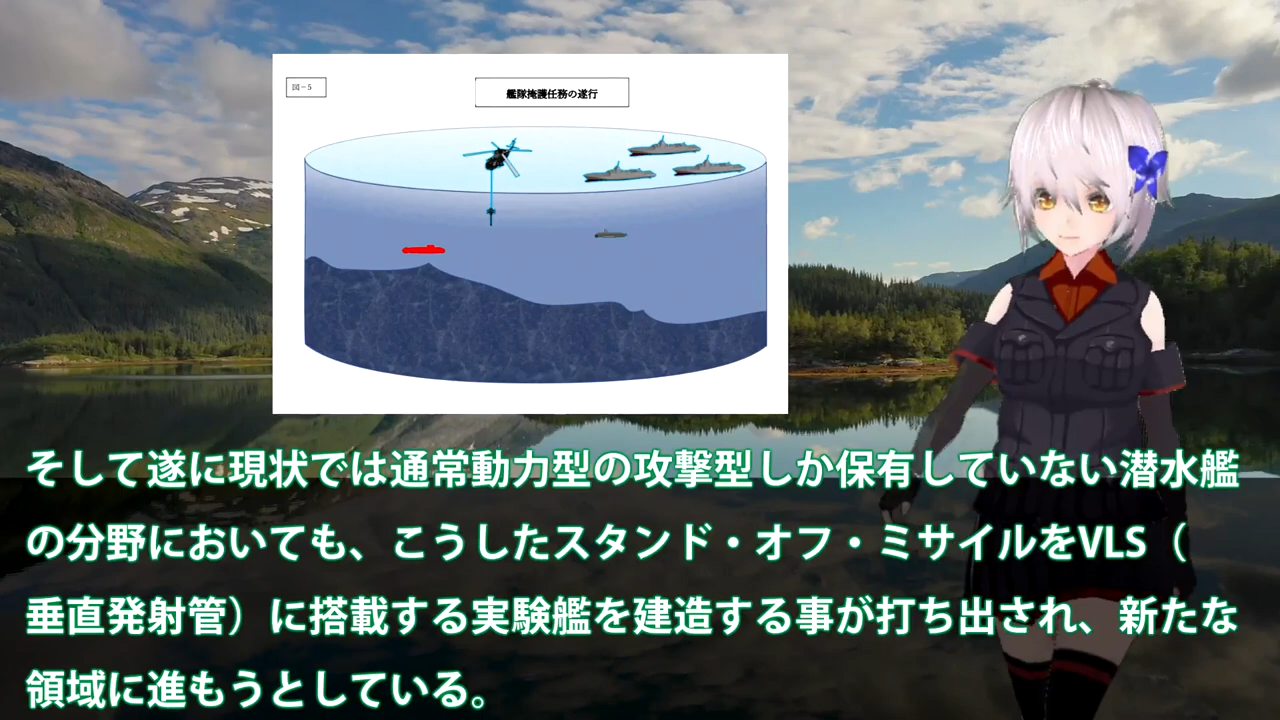 図－5
艦隊掩護任務の遂行
そして遂に現状では通常動力型の攻撃型しか保有していない潜水艦
の分野においても、こうしたスタンド・オフ・ミサイルをVLS（
垂直発射管）に搭載する実験艦を建造する事が打ち出され、新たな
領域に進もうとしている。